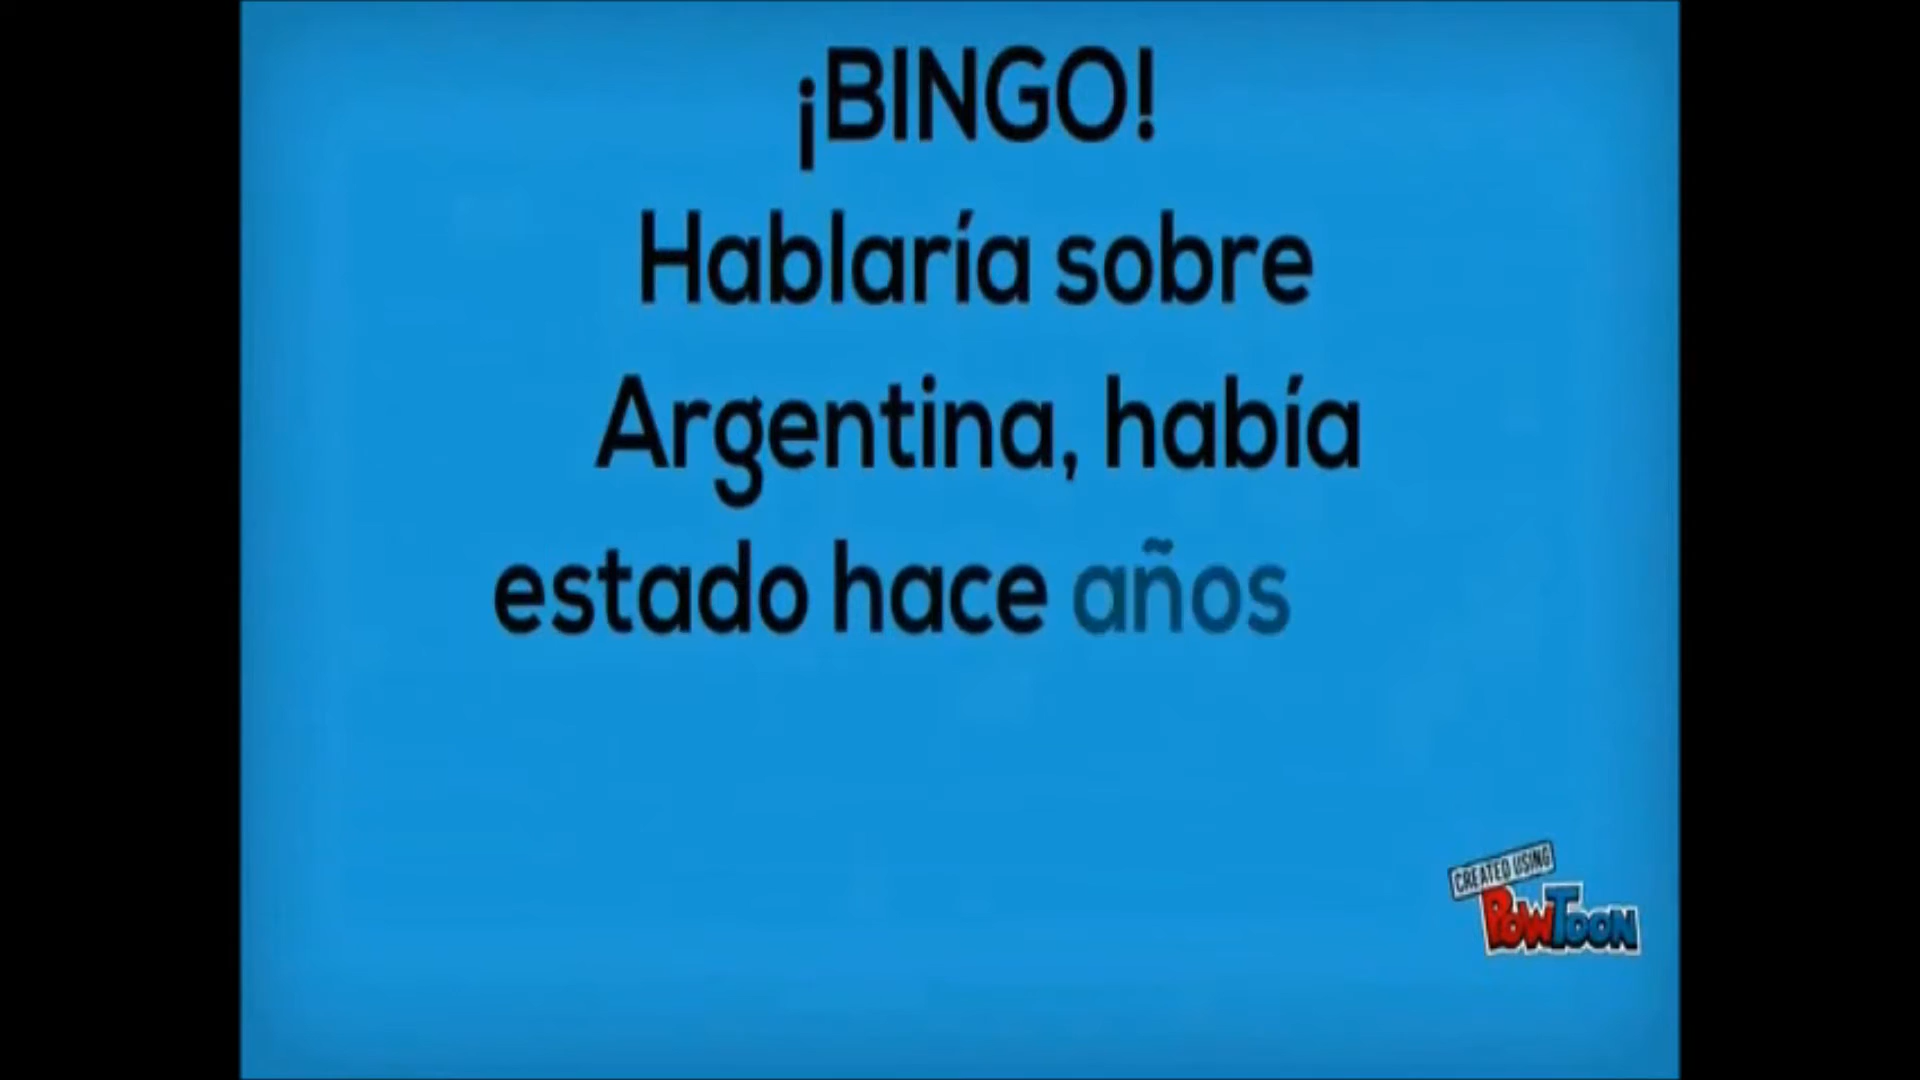 ¡BINGO!
Hablaría sobre
Argentina, había
estado hace años
CREATED USING
POWTOON